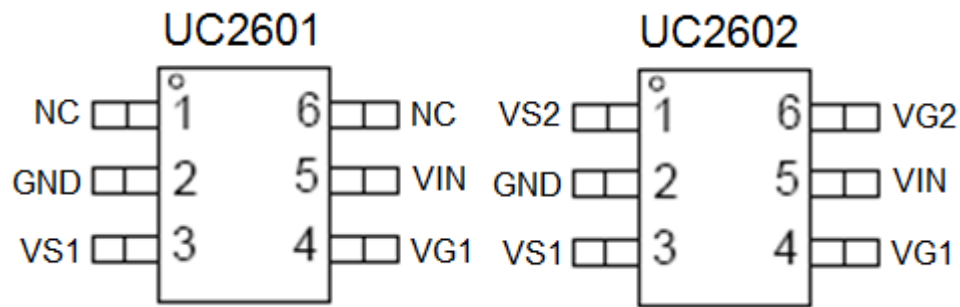 UC2601 UC2602
NC 1 6 NC VS2 1 6 VG2
GND 2 5 VIN GND 2 5 VIN
VS1 3 4 VG1 VS1 3 4 VG1